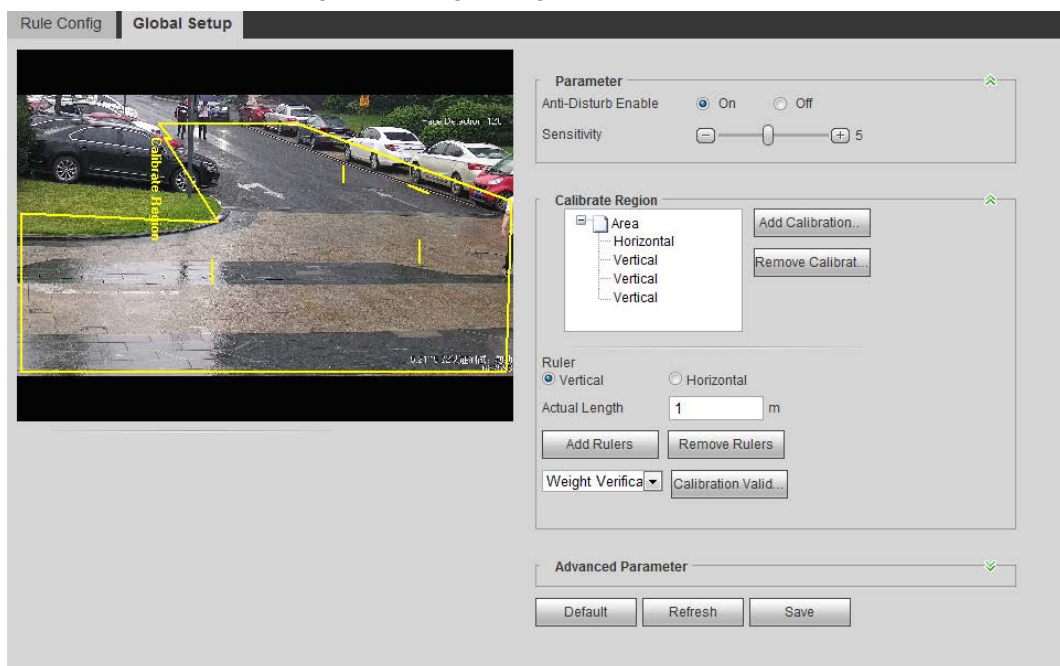 Rule Config
Global Setup
Calibrate Region
Parameter
Anti-Disturb Enable
On
Off
Sensitivity
5
Calibrate Region
Area
Horizontal
Vertical
Vertical
Vertical
Add Calibration..
Remove Calibrat...
Ruler
Vertical
Horizontal
Actual Length
1
m
Add Rulers
Remove Rulers
Weight Verifica
Calibration Valid...
Advanced Parameter
Default
Refresh
Save